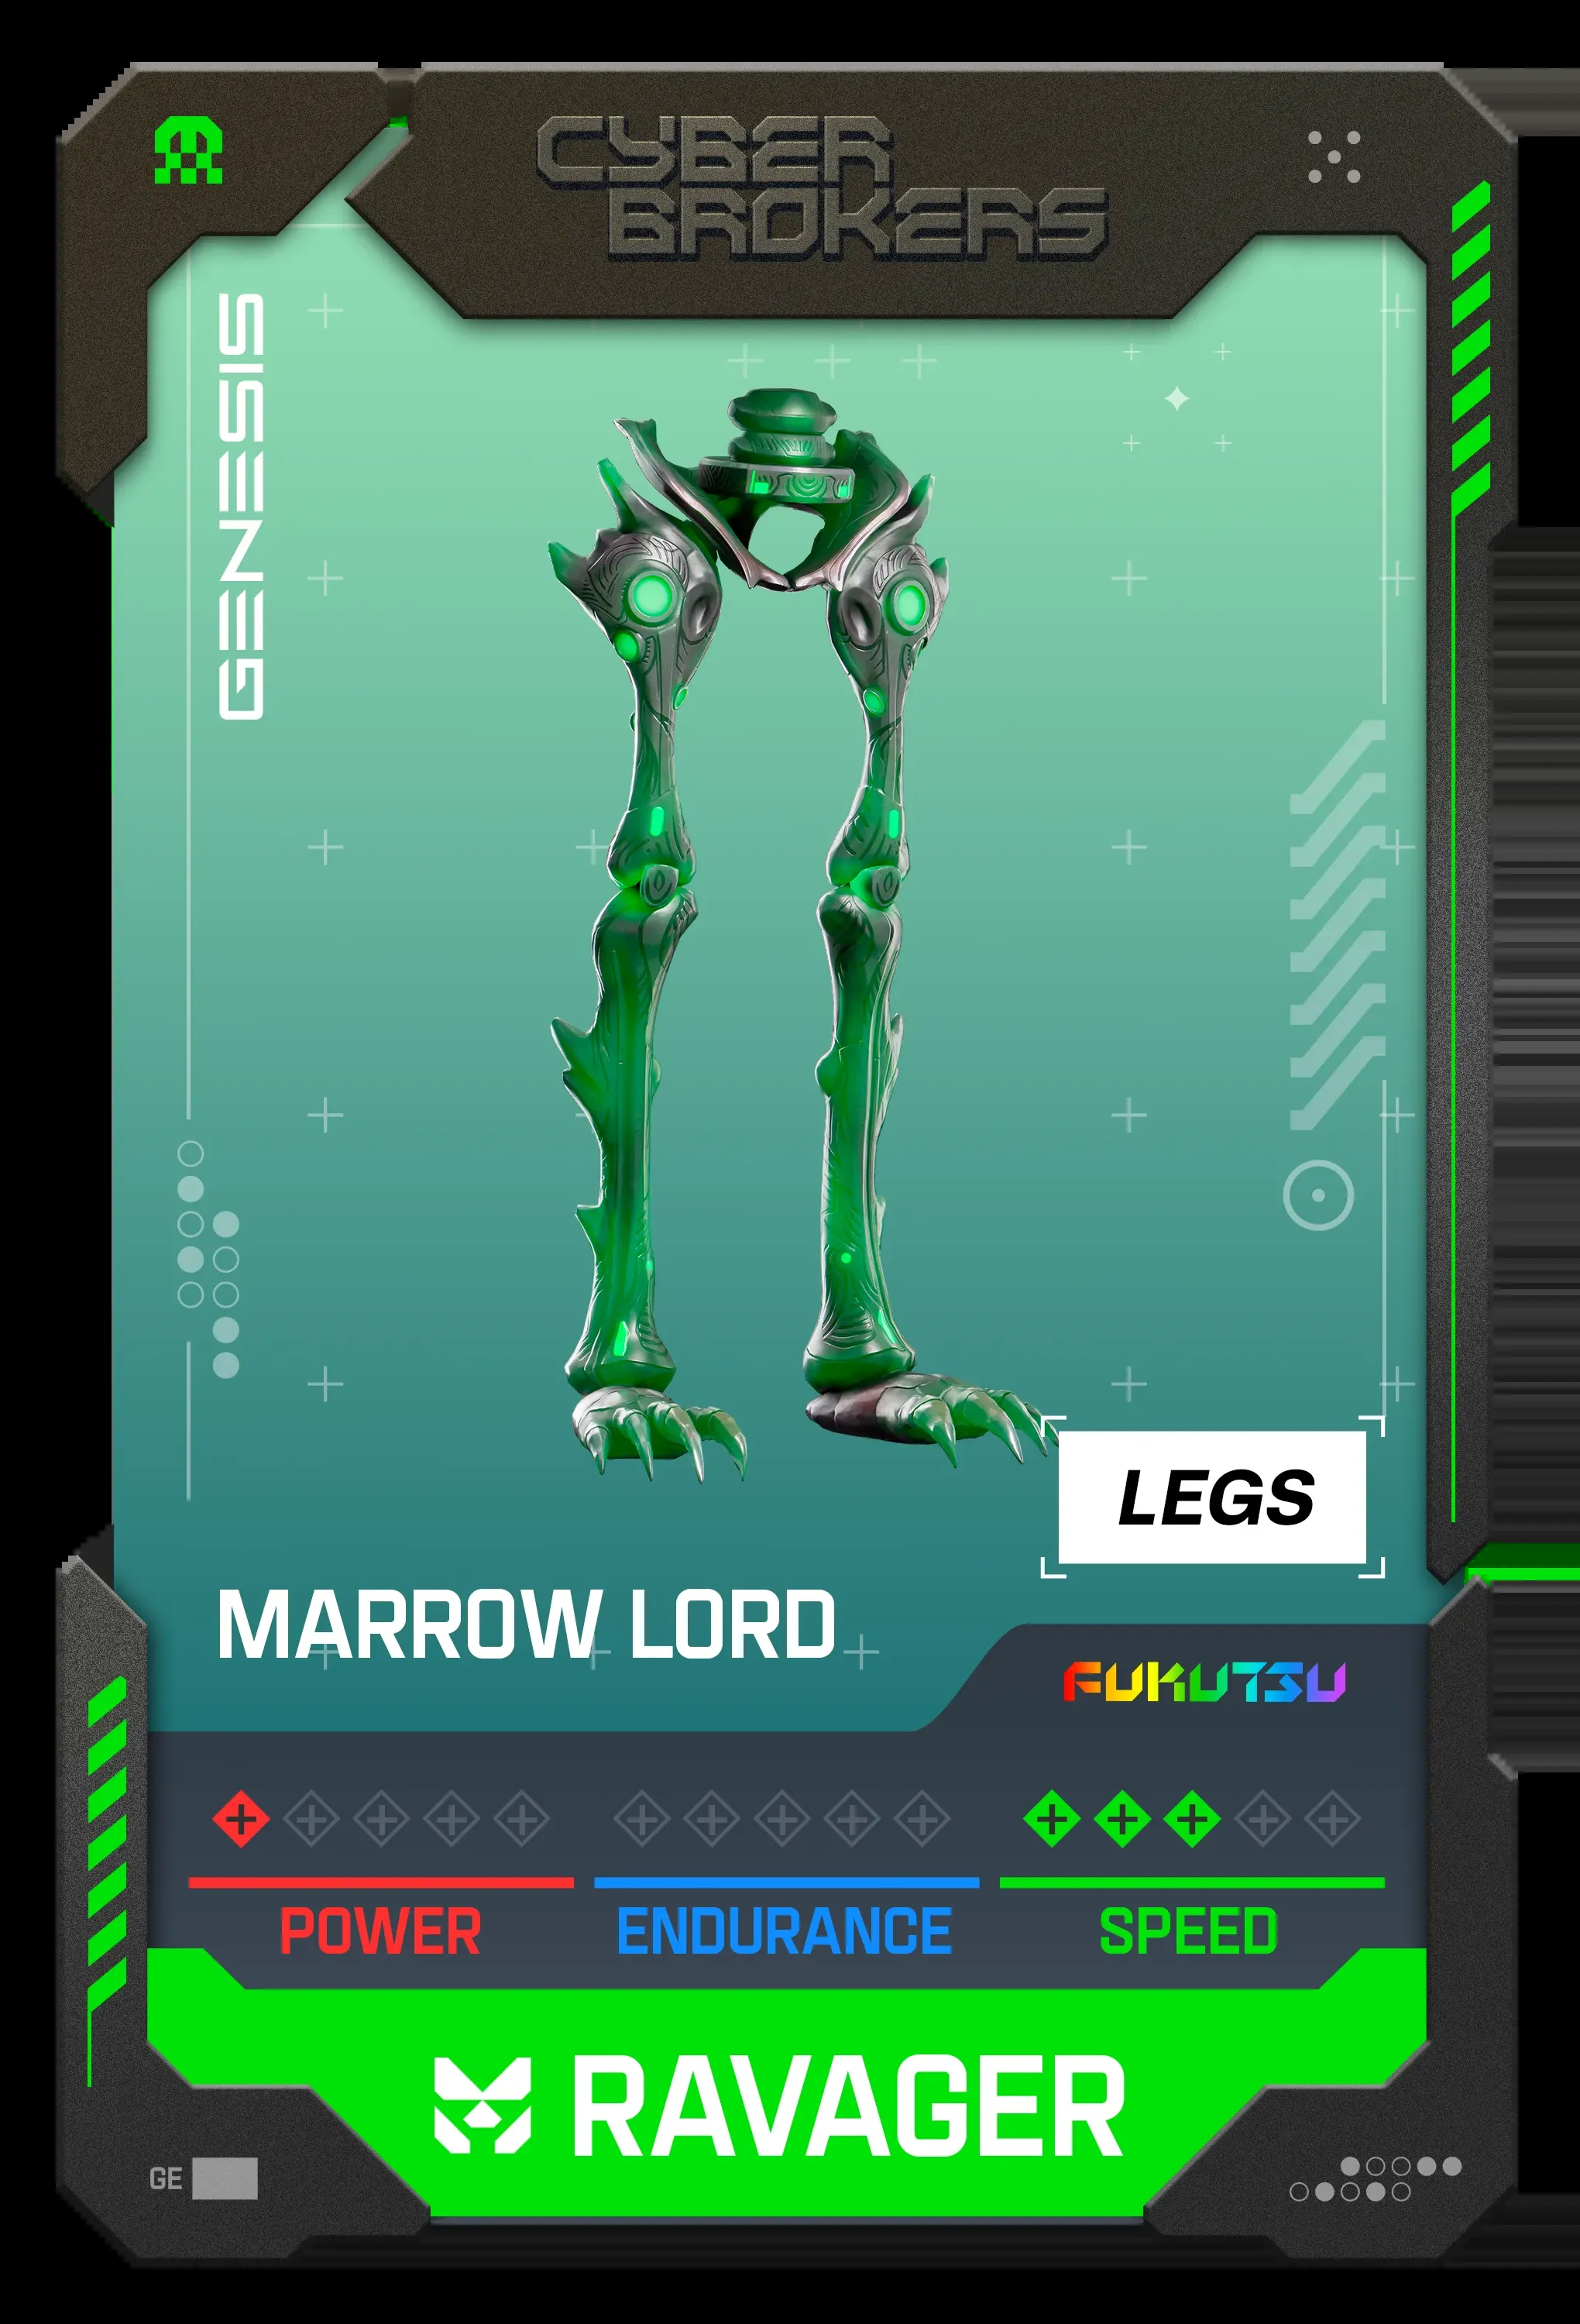 CYBER
BROKERS
GENESIS
LEGS
MARROW LORD
FUKUTSU
POWER
ENDURANCE
SPEED
RAVAGER
GE